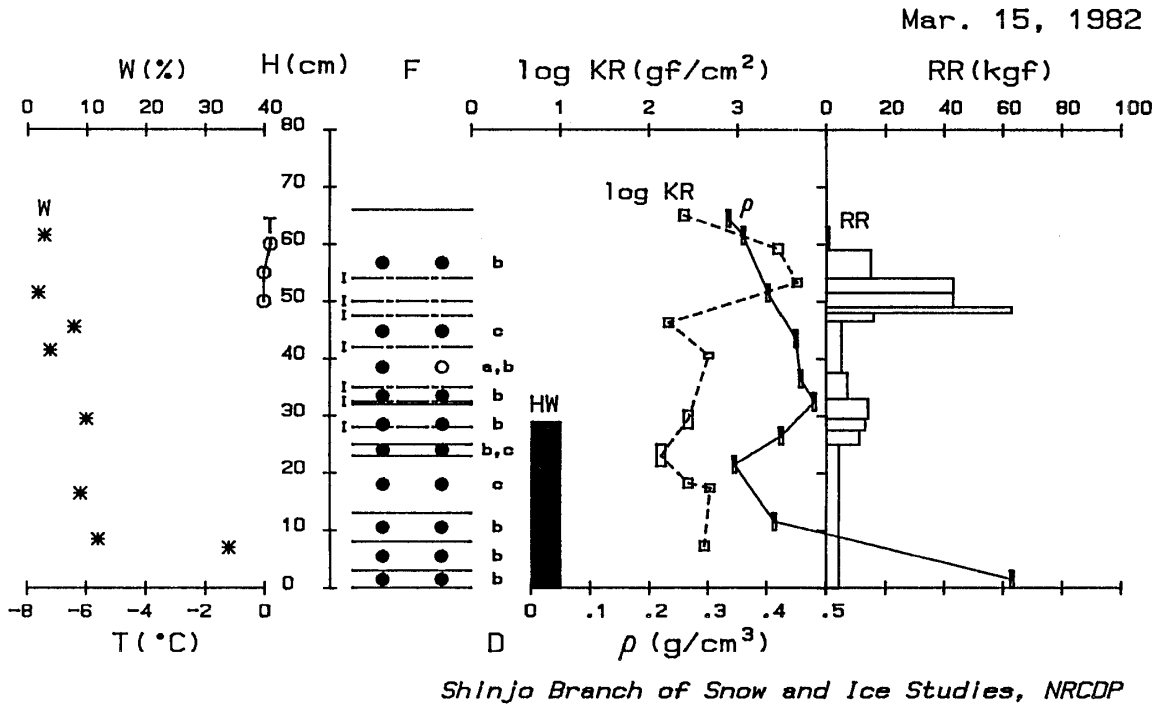 Mar. 15, 1982
W(%) H(cm) F log KR(gf/cm²) RR(kgf)
0 10 20 30 40 0 1 2 3 0 20 40 60 80 100
80
70
W log KR ρ
T RR
60
b
I
50 I
I
c
40 I
a,b
I b
I
30 HW
b
I
b,c
20
c
10 b
b
0 b
-8 -6 -4 -2 0 0 .1 .2 .3 .4 .5
T(°C) D ρ(g/cm³)
Shinjo Branch of Snow and Ice Studies, NRCDP